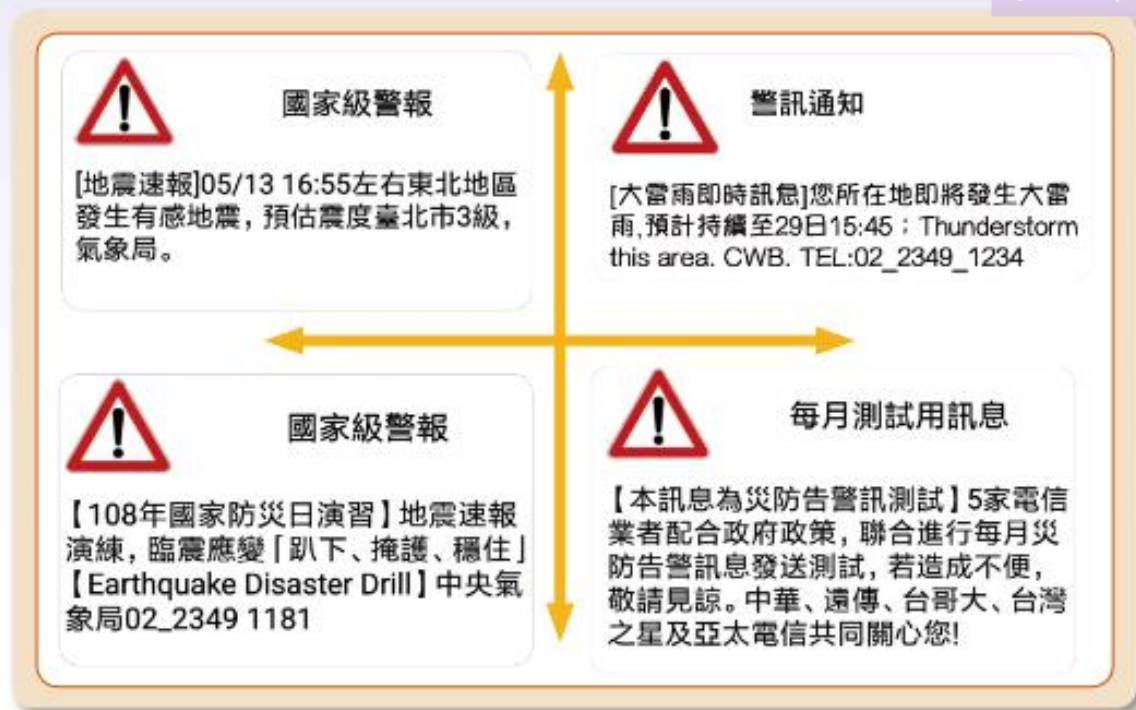 國家級警報
[地震速報]05/13 16:55左右東北地區
發生有感地震，預估震度臺北市3級，
氣象局。
警訊通知
[大雷雨即時訊息]您所在地即將發生大雷
雨,預計持續至29日15:45；Thunderstorm
this area. CWB. TEL:02_2349_1234
國家級警報
【108年國家防災日演習】地震速報
演練，臨震應變「趴下、掩護、穩住」
【Earthquake Disaster Drill】中央氣
象局02_2349 1181
每月測試用訊息
【本訊息為災防告警訊測試】5家電信
業者配合政府政策，聯合進行每月災
防告警訊息發送測試，若造成不便，
敬請見諒。中華、遠傳、台哥大、台灣
之星及亞太電信共同關心您!